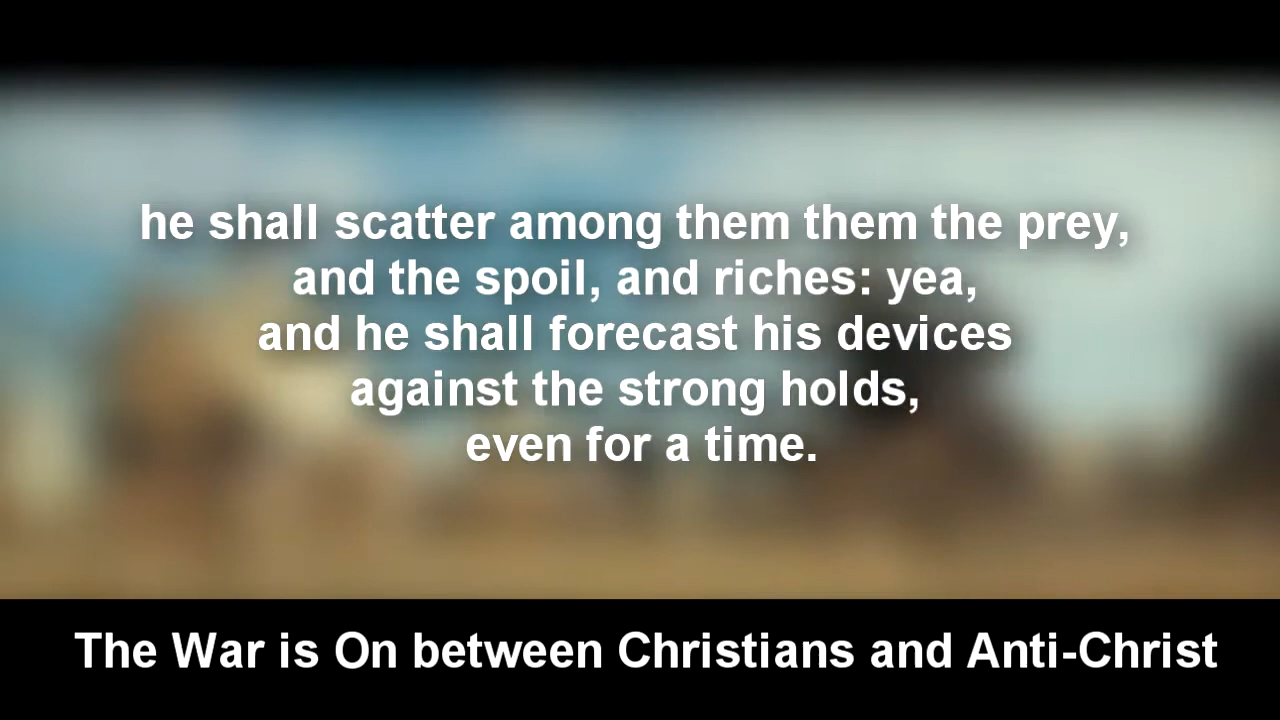 he shall scatter among them them the prey,
and the spoil, and riches: yea,
and he shall forecast his devices
against the strong holds,
even for a time.
The War is On between Christians and Anti-Christ